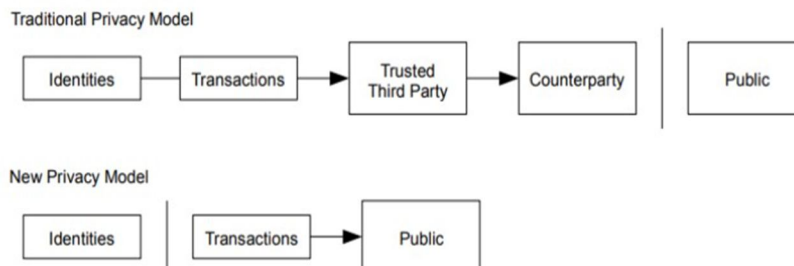 Traditional Privacy Model
Identities
Transactions
Trusted
Third Party
Counterparty
Public
New Privacy Model
Identities
Transactions
Public